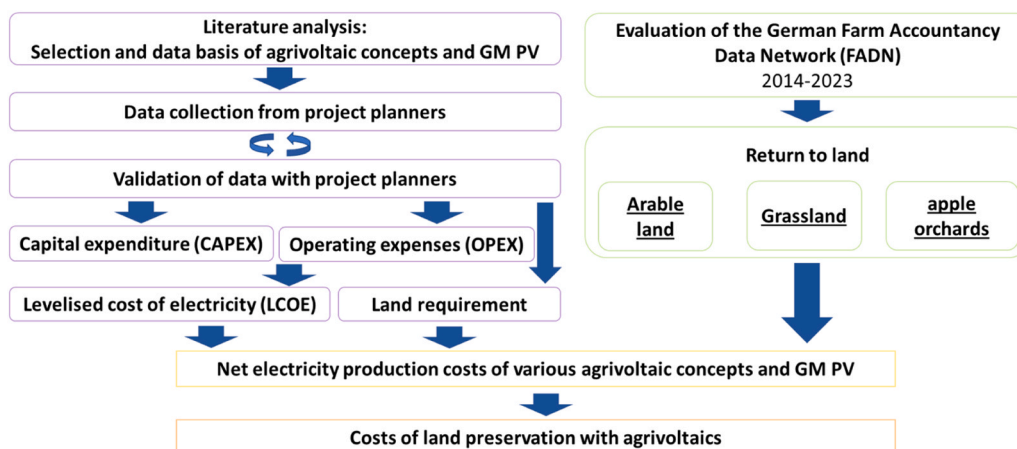 Literature analysis:
Selection and data basis of agrivoltaic concepts and GM PV
Data collection from project planners
Validation of data with project planners
Capital expenditure (CAPEX)
Operating expenses (OPEX)
Levelised cost of electricity (LCOE)
Land requirement
Evaluation of the German Farm Accountancy
Data Network (FADN)
2014-2023
Return to land
Arable
land
Grassland
apple
orchards
Net electricity production costs of various agrivoltaic concepts and GM PV
Costs of land preservation with agrivoltaics